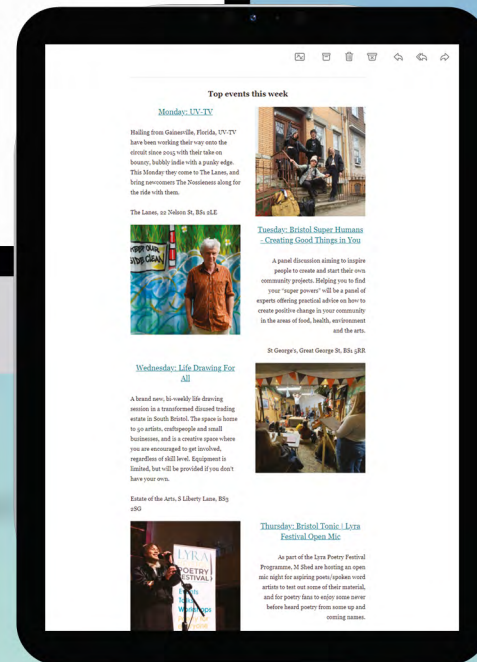 Top events this week
Monday: UV-TV
Hailing from Gainesville, Florida, UV-TV
have been working their way onto the
circuit since 2015 with their take on
bouncy, bubbly indie with a punky edge.
This Monday they come to The Lanes, and
bring newcomers The Nossieness along for
the ride with them.
The Lanes, 22 Nelson St, BS1 2LE
Tuesday: Bristol Super Humans
- Creating Good Things in You
A panel discussion aiming to inspire
people to create and start their own
community projects. Helping you to find
your "super powers" will be a panel of
experts offering practical advice on how to
create positive change in your community
in the areas of food, health, environment
and the arts.
St George's, Great George St, BS1 5RR
Wednesday: Life Drawing For
All
A brand new, bi-weekly life drawing
session in a transformed disused trading
estate in South Bristol. The space is home
to 50 artists, craftspeople and small
businesses, and is a creative space where
you are encouraged to get involved,
regardless of skill level. Equipment is
limited, but will be provided if you don't
have your own.
Estate of the Arts, S Liberty Lane, BS3
2SG
LYRA
POETRY
FESTIVAL
Workshops
Thursday: Bristol Tonic | Lyra
Festival Open Mic
As part of the Lyra Poetry Festival
Programme, M Shed are hosting an open
mic night for aspiring poets/spoken word
artists to test out some of their material,
and for poetry fans to enjoy some never
before heard poetry from some up and
coming names.